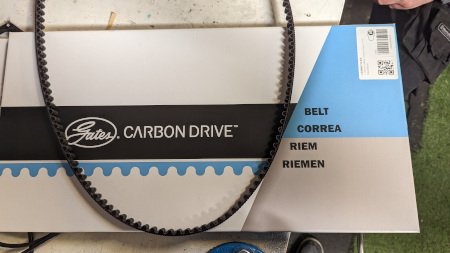 Gates. CARBON DRIVE™
BELT
CORREA
RIEM
RIEMEN